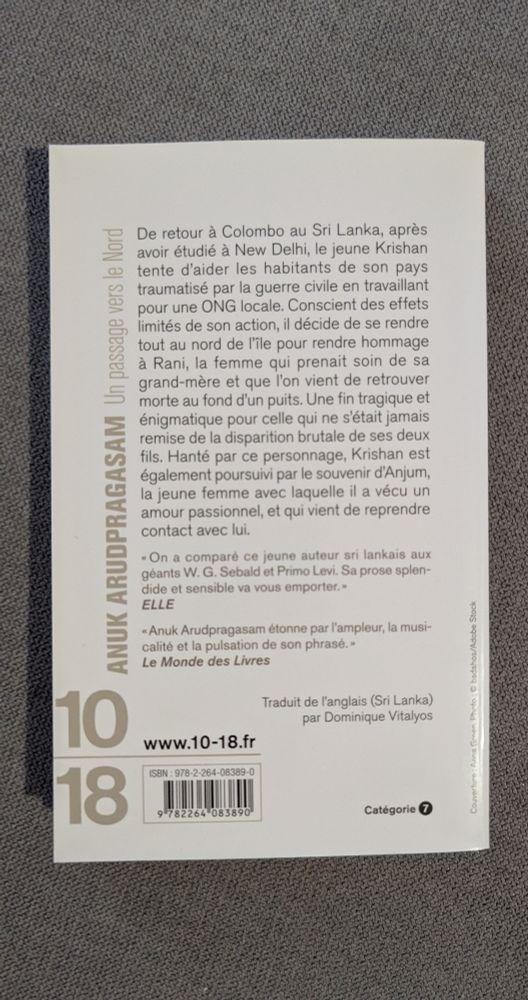 ANUK ARUDPRAGASAM Un passage vers le Nord
De retour à Colombo au Sri Lanka, après
avoir étudié à New Delhi, le jeune Krishan
tente d'aider les habitants de son pays
traumatisé par la guerre civile en travaillant
pour une ONG locale. Conscient des effets
limités de son action, il décide de se rendre
tout au nord de l'île pour rendre hommage
à Rani, la femme qui prenait soin de sa
grand-mère et que l'on vient de retrouver
morte au fond d'un puits. Une fin tragique et
énigmatique pour celle qui ne s'était jamais
remise de la disparition brutale de ses deux
fils. Hanté par ce personnage, Krishan est
également poursuivi par le souvenir d'Anjum,
la jeune femme avec laquelle il a vécu un
amour passionnel, et qui vient de reprendre
contact avec lui.
« On a comparé ce jeune auteur sri lankais aux
géants W. G. Sebald et Primo Levi. Sa prose splen-
dide et sensible va vous emporter. »
ELLE
« Anuk Arudpragasam étonne par l'ampleur, la musi-
calité et la pulsation de son phrasé. »
Le Monde des Livres
Traduit de l'anglais (Sri Lanka)
par Dominique Vitalyos
10
18
www.10-18.fr
ISBN : 978-2-264-08389-0
9 782264 083890
Catégorie 7
Couverture : Photo : © /Adobe Stock